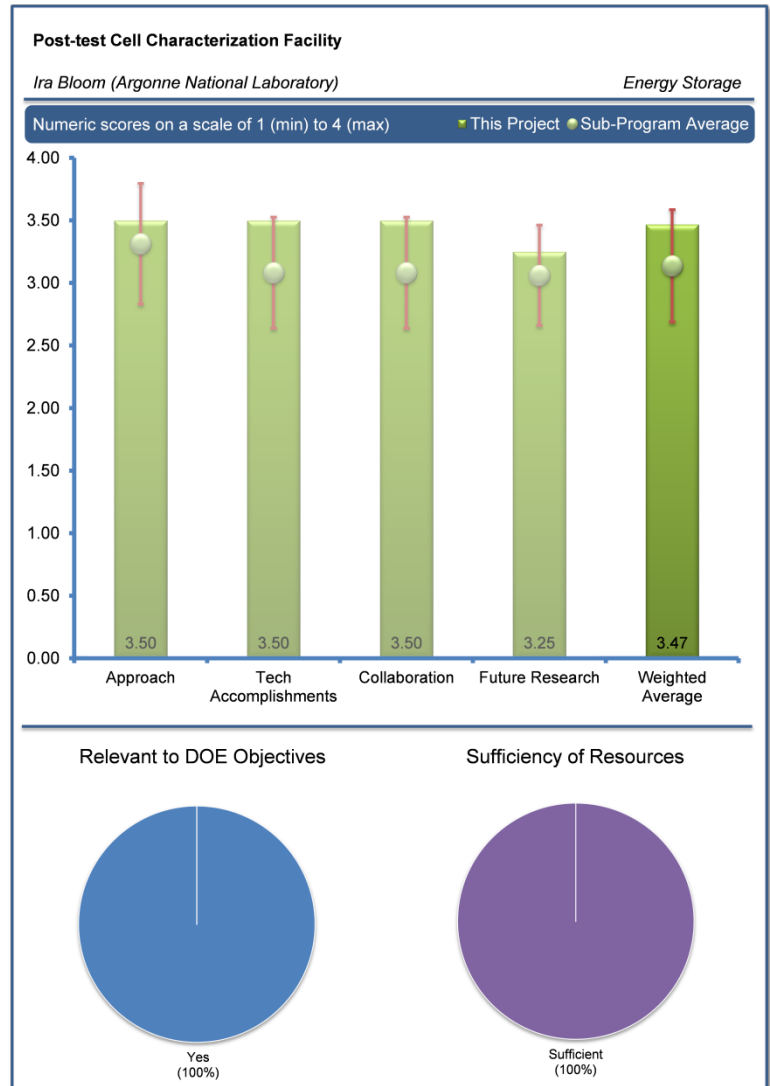 Post-test Cell Characterization Facility
Ira Bloom (Argonne National Laboratory) Energy Storage
Numeric scores on a scale of 1 (min) to 4 (max) This Project Sub-Program Average
4.00
3.50
3.00
2.50
2.00
1.50
1.00
0.50
0.00
3.50 3.50 3.50 3.25 3.47
Approach Tech Collaboration Future Research Weighted
Accomplishments Average
Relevant to DOE Objectives Sufficiency of Resources
Yes Sufficient
(100%) (100%)